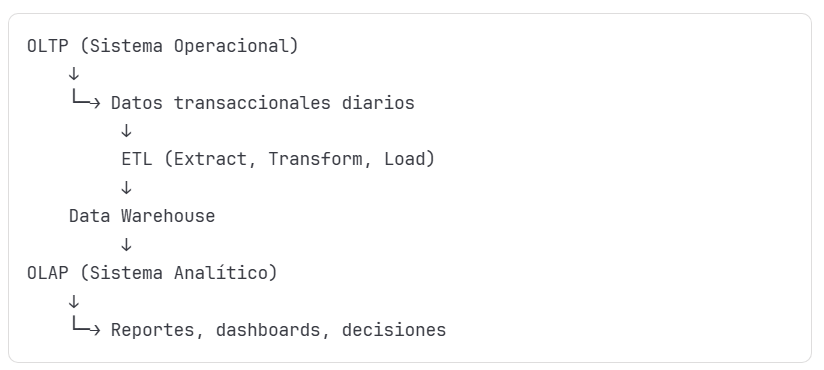 OLTP (Sistema Operacional)
↓
└─→ Datos transaccionales diarios
↓
ETL (Extract, Transform, Load)
↓
Data Warehouse
↓
OLAP (Sistema Analítico)
↓
└─→ Reportes, dashboards, decisiones